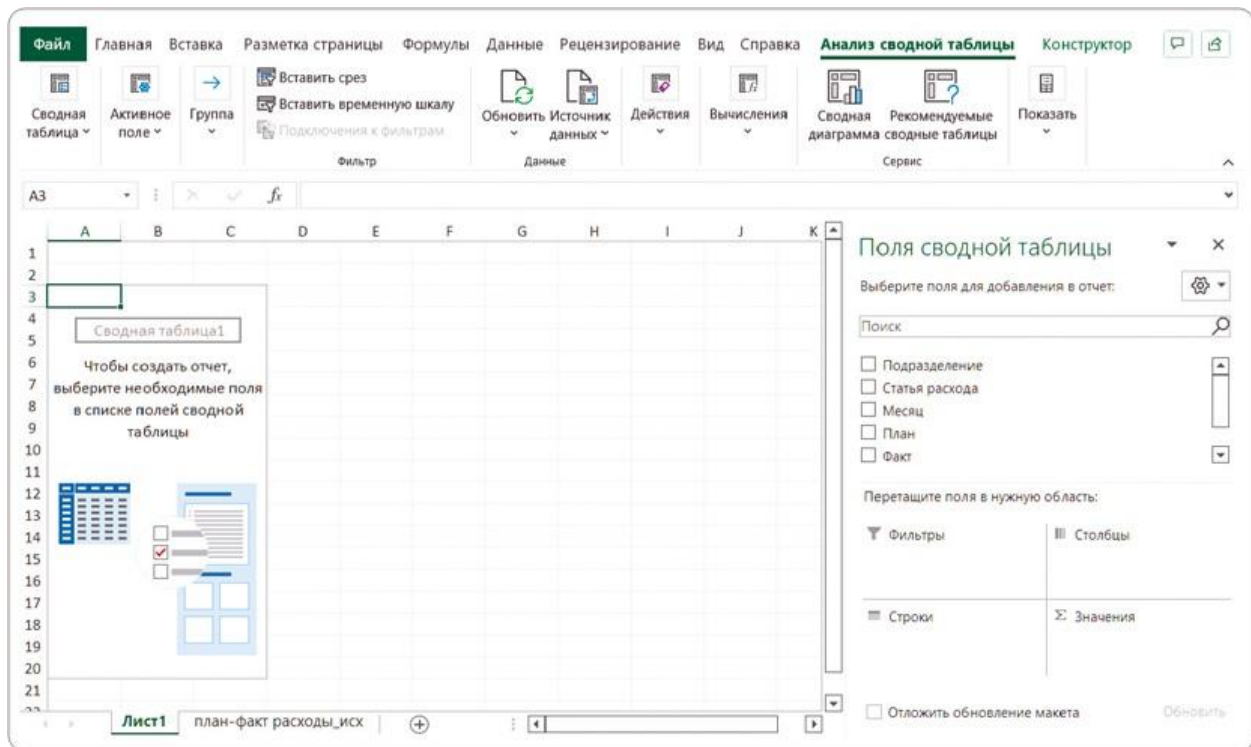 Файл Главная Вставка Разметка страницы Формулы Данные Рецензирование Вид Справка Анализ сводной таблицы Конструктор
Сводная таблица
Активное поле
Группа
Вставить срез
Вставить временную шкалу
Подключения к фильтрам
Фильтр
Обновить
Источник данных
Данные
Действия
Вычисления
Сводная диаграмма
Рекомендуемые сводные таблицы
Сервис
Показать
A3
fx
A B C D E F G H I J K
1
2
3
4
5
6
7
8
9
10
11
12
13
14
15
16
17
18
19
20
21
22
Сводная таблица1
Чтобы создать отчет,
выберите необходимые поля
в списке полей сводной
таблицы
Поля сводной таблицы
Выберите поля для добавления в отчет:
Поиск
Подразделение
Статья расхода
Месяц
План
Факт
Перетащите поля в нужную область:
Фильтры
Столбцы
Строки
Σ Значения
Отложить обновление макета
Обновить
Лист1 план-факт расходы_исх